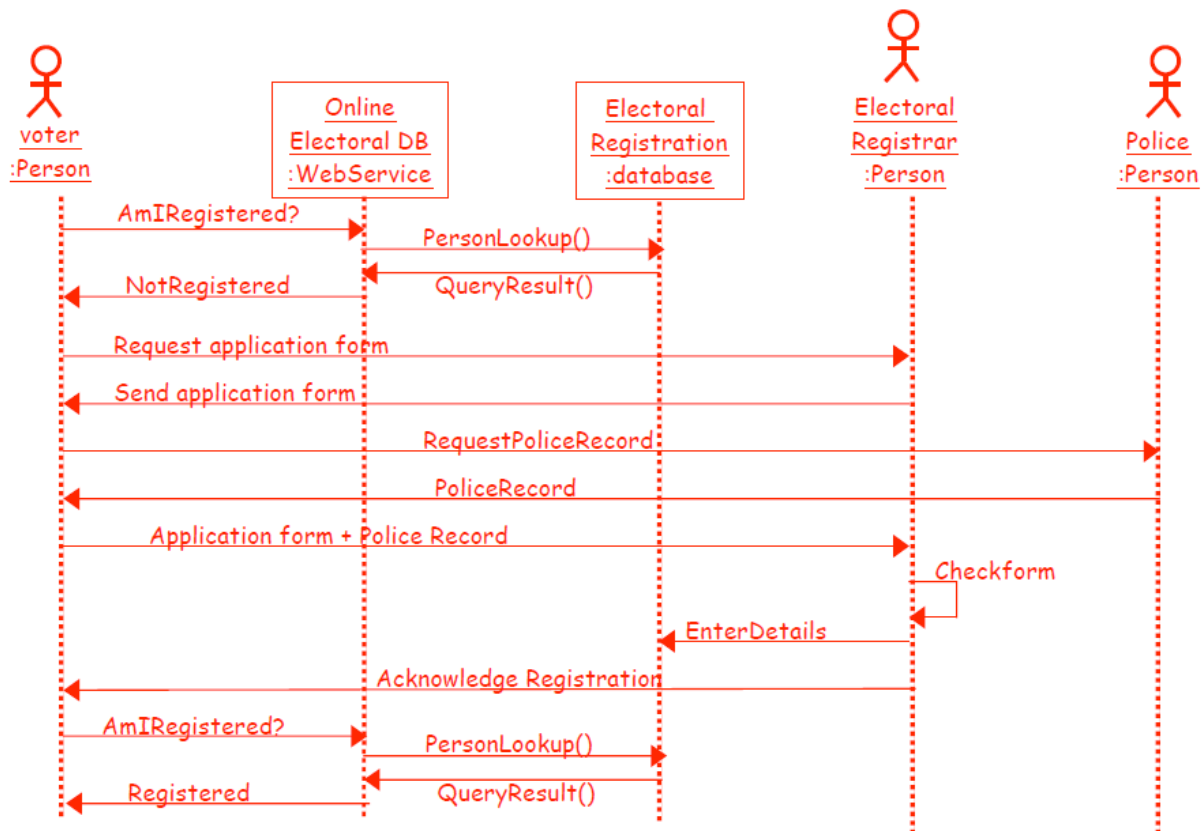 voter
:Person
Online
Electoral DB
:WebService
Electoral
Registration
:database
Electoral
Registrar
:Person
Police
:Person
AmIRegistered?
PersonLookup()
QueryResult()
NotRegistered
Request application form
Send application form
RequestPoliceRecord
PoliceRecord
Application form + Police Record
Checkform
EnterDetails
Acknowledge Registration
AmIRegistered?
PersonLookup()
QueryResult()
Registered